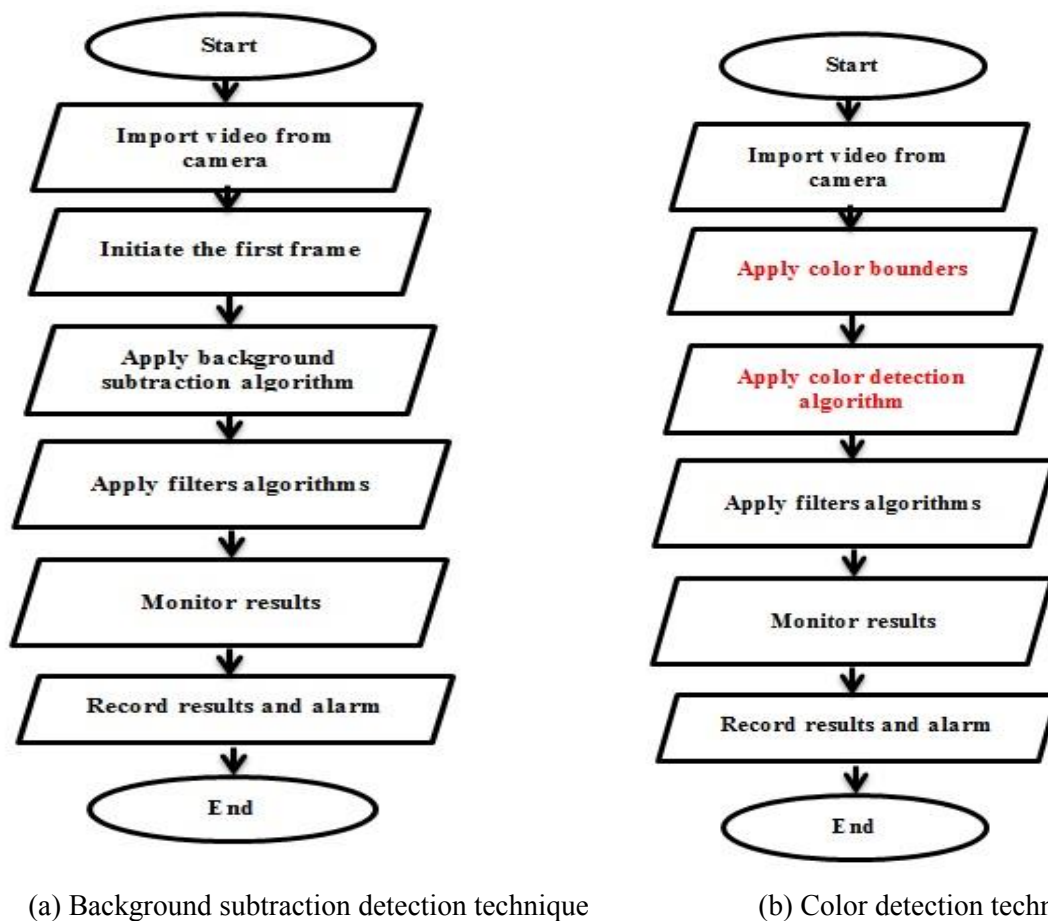 Start
Import video from
camera
Initiate the first frame
Apply background
subtraction algorithm
Apply filters algorithms
Monitor results
Record results and alarm
End
(a) Background subtraction detection technique
Start
Import video from
camera
Apply color bounders
Apply color detection
algorithm
Apply filters algorithms
Monitor results
Record results and alarm
End
(b) Color detection